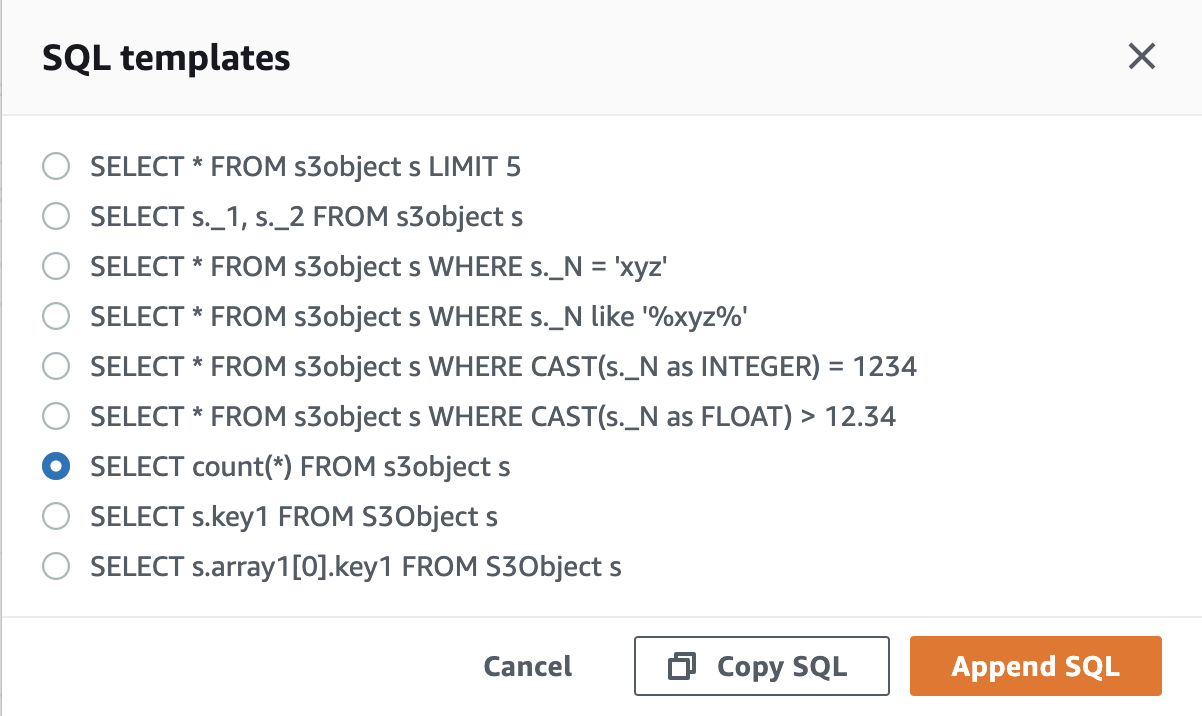 SQL templates
SELECT * FROM s3object s LIMIT 5
SELECT s._1, s._2 FROM s3object s
SELECT * FROM s3object s WHERE s._N = 'xyz'
SELECT * FROM s3object s WHERE s._N like '%xyz%'
SELECT * FROM s3object s WHERE CAST(s._N as INTEGER) = 1234
SELECT * FROM s3object s WHERE CAST(s._N as FLOAT) > 12.34
SELECT count(*) FROM s3object s
SELECT s.key1 FROM S3Object s
SELECT s.array1[0].key1 FROM S3Object s
Cancel Copy SQL Append SQL